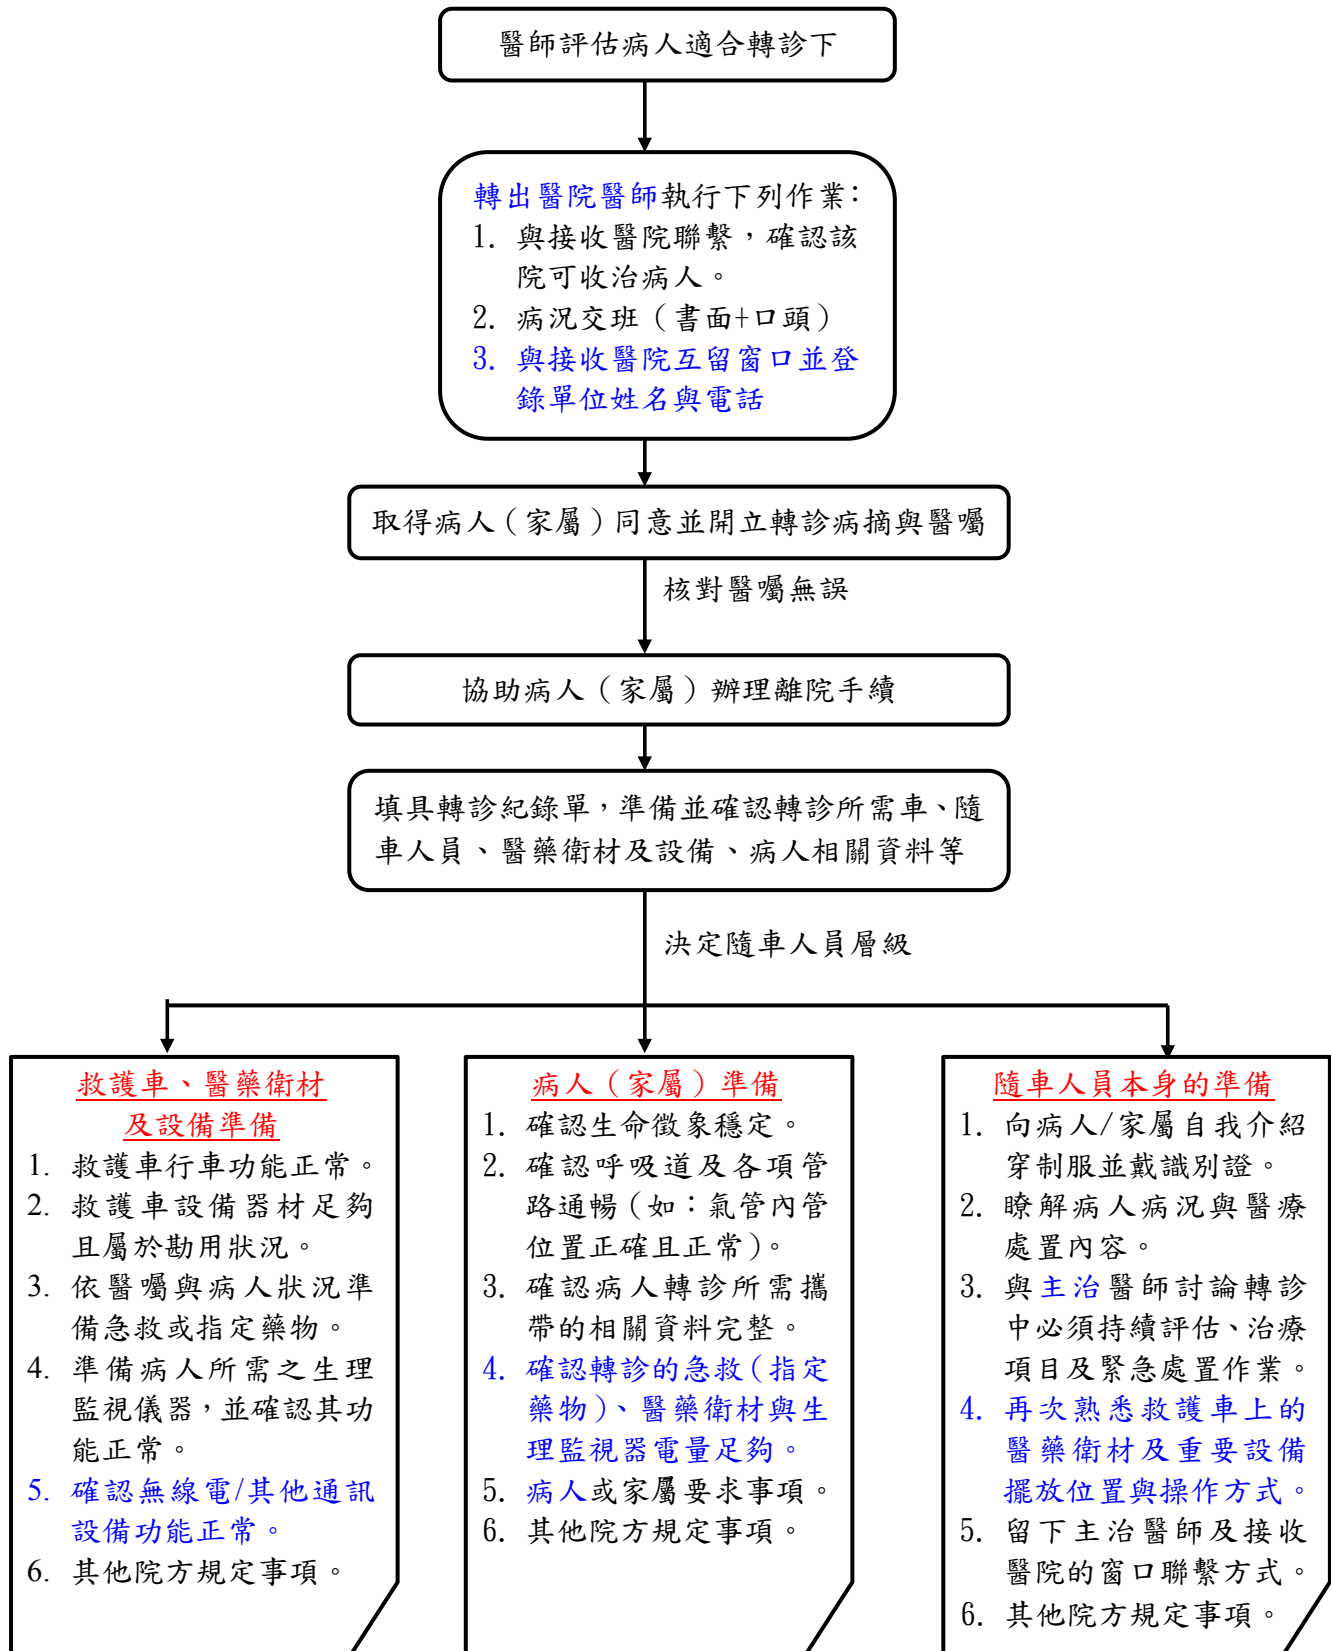 醫師評估病人適合轉診下
轉出醫院醫師執行下列作業：
1. 與接收醫院聯繫，確認該
院可收治病人。
2. 病況交班（書面+口頭）
3. 與接收醫院互留窗口並登
錄單位姓名與電話
取得病人（家屬）同意並開立轉診病摘與醫囑
核對醫囑無誤
協助病人（家屬）辦理離院手續
填具轉診紀錄單，準備並確認轉診所需車、隨
車人員、醫藥衛材及設備、病人相關資料等
決定隨車人員層級
救護車、醫藥衛材
及設備準備
1. 救護車行車功能正常。
2. 救護車設備器材足夠
且屬於勘用狀況。
3. 依醫囑與病人狀況準
備急救或指定藥物。
4. 準備病人所需之生理
監視儀器，並確認其功
能正常。
5. 確認無線電/其他通訊
設備功能正常。
6. 其他院方規定事項。
病人（家屬）準備
1. 確認生命徵象穩定。
2. 確認呼吸道及各項管
路通暢（如：氣管內管
位置正確且正常）。
3. 確認病人轉診所需攜
帶的相關資料完整。
4. 確認轉診的急救（指定
藥物）、醫藥衛材與生
理監視器電量足夠。
5. 病人或家屬要求事項。
6. 其他院方規定事項。
隨車人員本身的準備
1. 向病人/家屬自我介紹
穿制服並戴識別證。
2. 瞭解病人病況與醫療
處置內容。
3. 與主治醫師討論轉診
中必須持續評估、治療
項目及緊急處置作業。
4. 再次熟悉救護車上的
醫藥衛材及重要設備
擺放位置與操作方式。
5. 留下主治醫師及接收
醫院的窗口聯繫方式。
6. 其他院方規定事項。